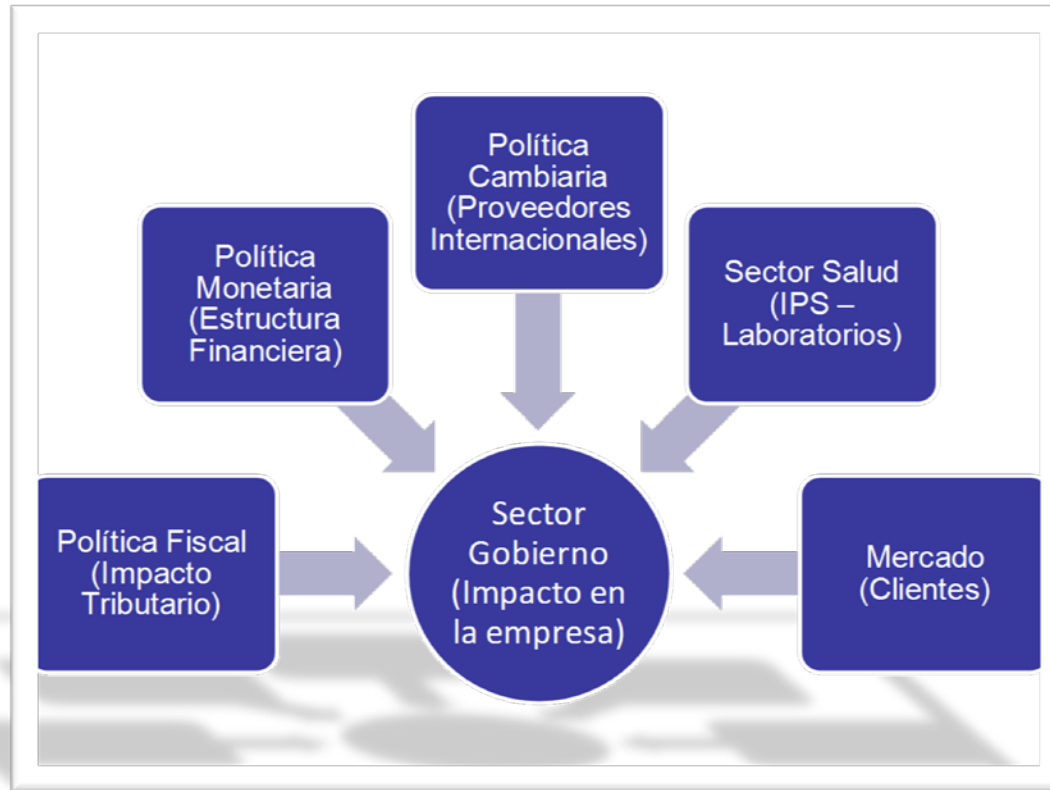 Política
Cambiaria
(Proveedores
Internacionales)
Política
Monetaria
(Estructura
Financiera)
Sector Salud
(IPS –
Laboratorios)
Política Fiscal
(Impacto
Tributario)
Sector
Gobierno
(Impacto en
la empresa)
Mercado
(Clientes)